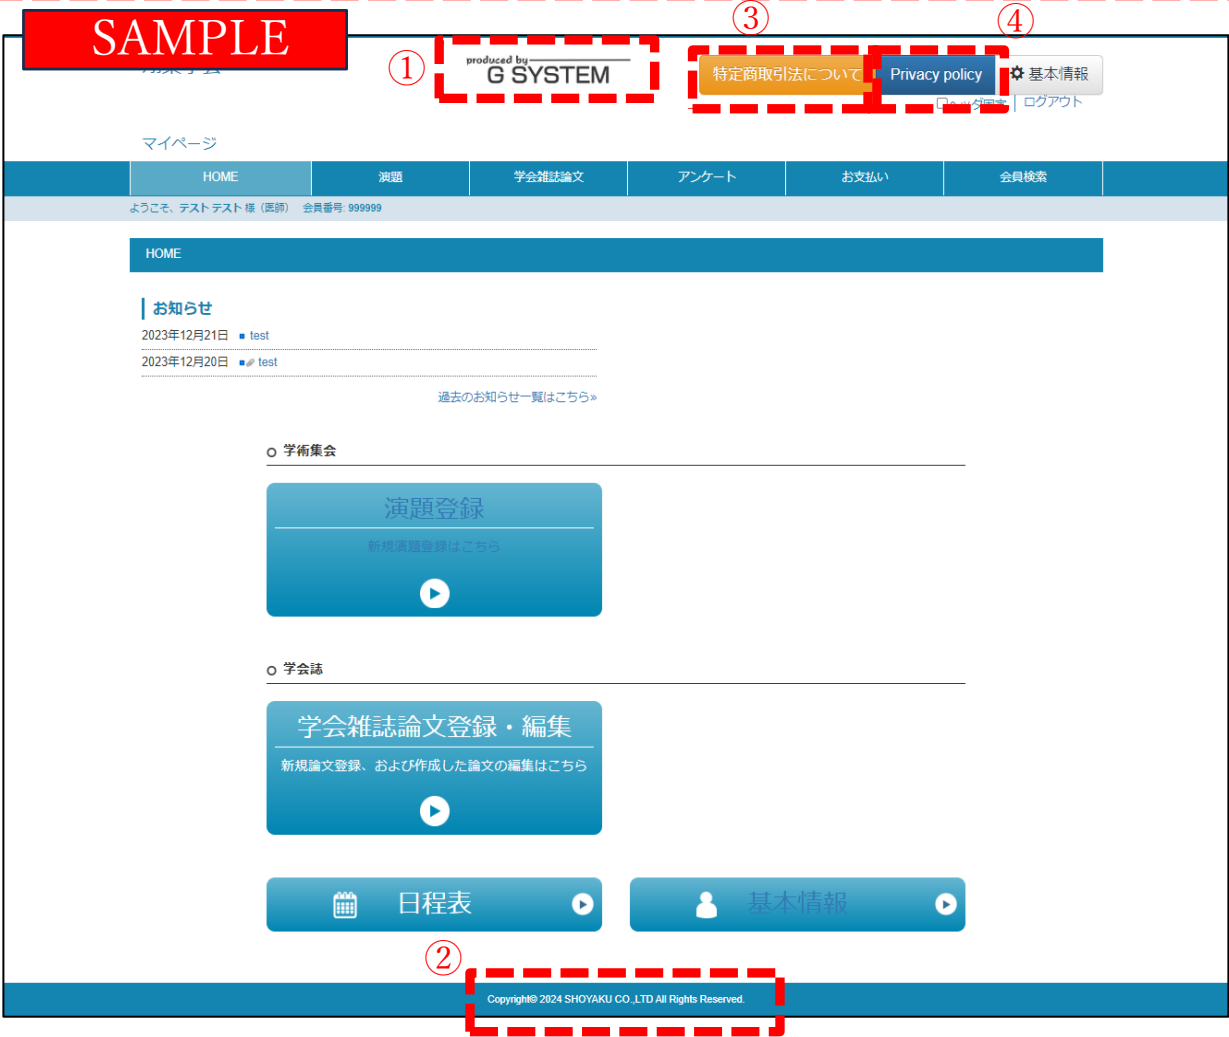 SAMPLE
①
produced by
G SYSTEM
③
特定商取引法について
④
Privacy policy
基本情報
ログアウト
マイページ
HOME
演題
学会雑誌論文
アンケート
お支払い
会員検索
ようこそ、テスト テスト 様（医師） 会員番号: 999999
HOME
お知らせ
2023年12月21日 test
2023年12月20日 test
過去のお知らせ一覧はこちら»
学術集会
演題登録
新規演題登録はこちら
学会誌
学会雑誌論文登録・編集
新規論文登録、および作成した論文の編集はこちら
日程表
基本情報
②
Copyright© 2024 SHOYAKU CO.,LTD All Rights Reserved.